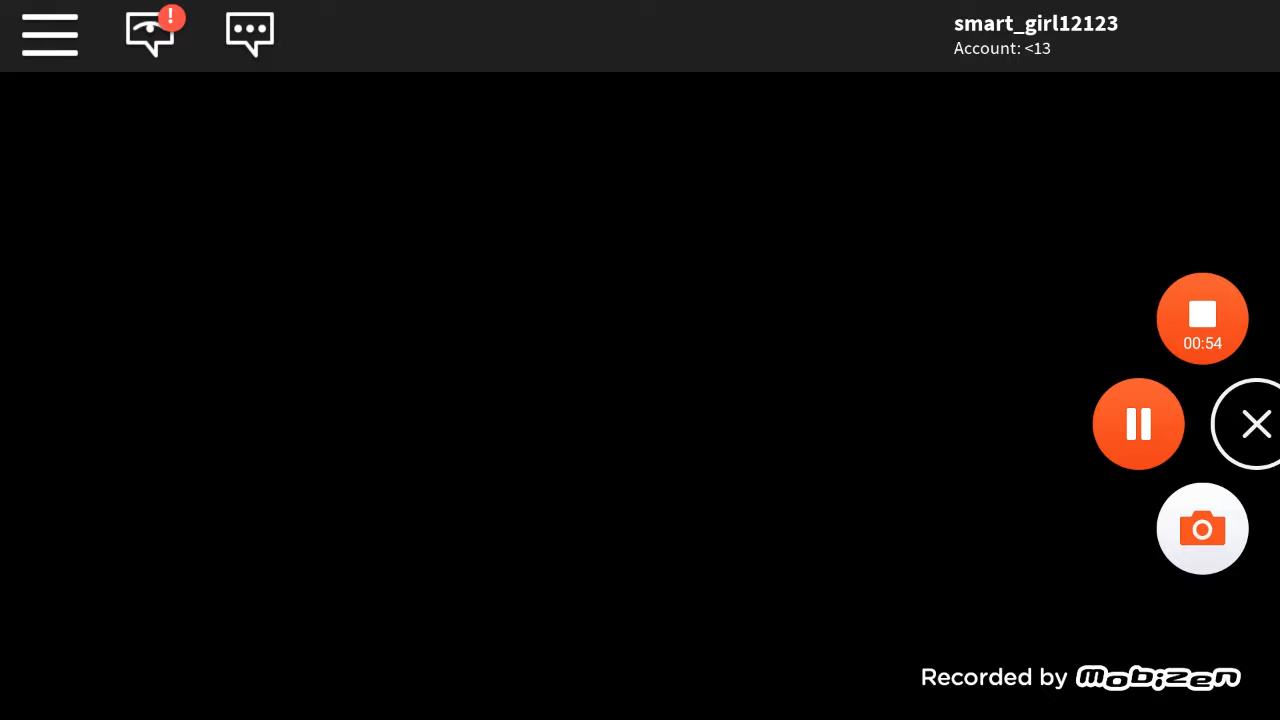 smart_girl12123
Account: <13
!
00:54
Recorded by mobizen